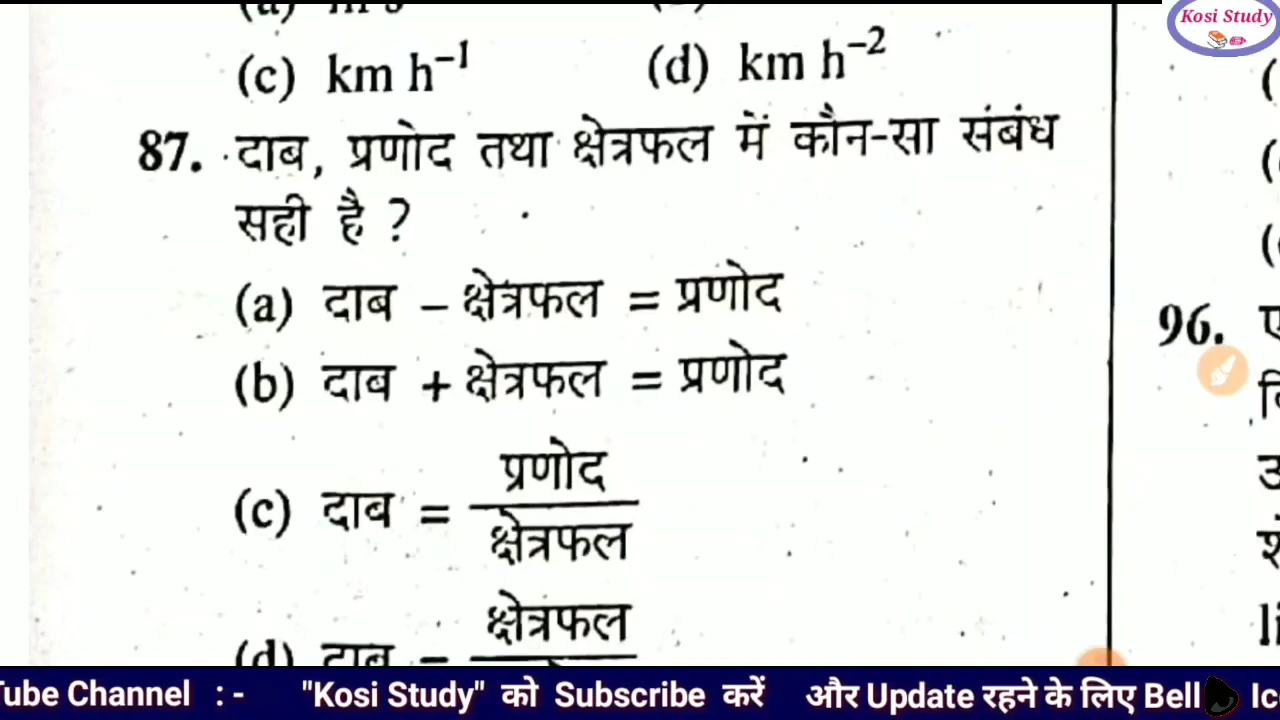 Kosi Study
(c) km h⁻¹ (d) km h⁻²
87. दाब, प्रणोद तथा क्षेत्रफल में कौन-सा संबंध
सही है ?
(a) दाब – क्षेत्रफल = प्रणोद
(b) दाब + क्षेत्रफल = प्रणोद
(c) दाब = प्रणोद
क्षेत्रफल
क्षेत्रफल
(d) दाब =
96.
Tube Channel : - "Kosi Study" को Subscribe करें और Update रहने के लिए Bell